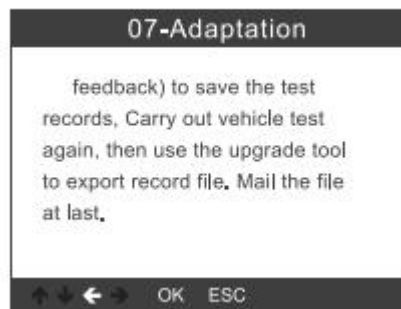 07-Adaptation
feedback) to save the test
records, Carry out vehicle test
again, then use the upgrade tool
to export record file. Mail the file
at last.
OK ESC